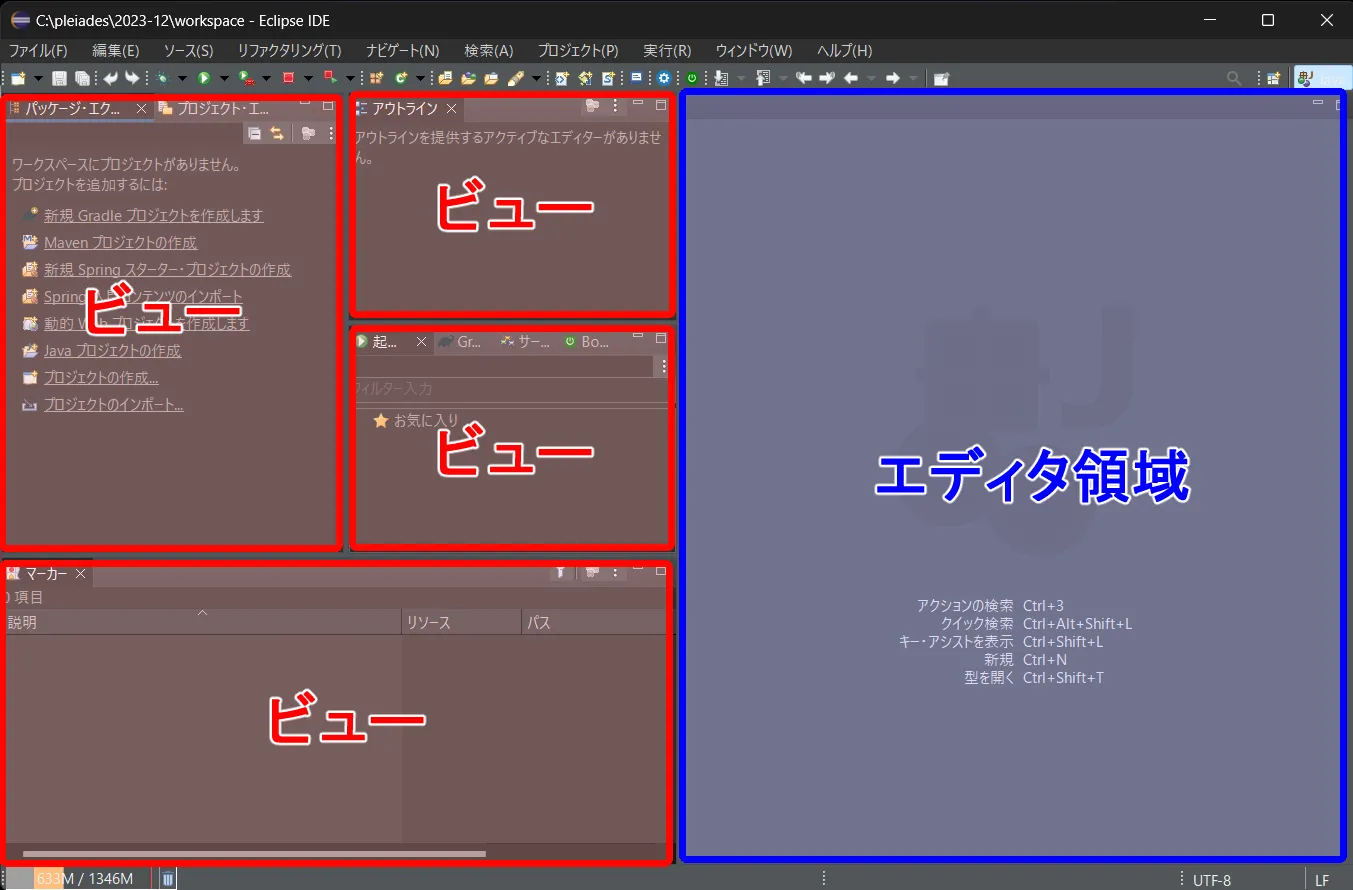 C:\pleiades\2023-12\workspace - Eclipse IDE
ファイル(F) 編集(E) ソース(S) リファクタリング(T) ナビゲート(N) 検索(A) プロジェクト(P) 実行(R) ウィンドウ(W) ヘルプ(H)
パッケージ・エク... プロジェクト・エ...
ワークスペースにプロジェクトがありません。
プロジェクトを追加するには:
新規 Gradle プロジェクトを作成します
Maven プロジェクトの作成
新規 Spring スターター・プロジェクトの作成
Spring 入門コンテンツのインポート
動的 Web プロジェクトを作成します
Java プロジェクトの作成
プロジェクトの作成...
プロジェクトのインポート...
ビュー
アウトライン
アウトラインを提供するアクティブなエディターがありませ
ん。
ビュー
起... Gr... サー... Bo...
フィルター入力
お気に入り
ビュー
マーカー
0 項目
説明 リソース パス
ビュー
エディタ領域
アクションの検索 Ctrl+3
クイック検索 Ctrl+Alt+Shift+L
キー・アシストを表示 Ctrl+Shift+L
新規 Ctrl+N
型を開く Ctrl+Shift+T
633M / 1346M
UTF-8
LF